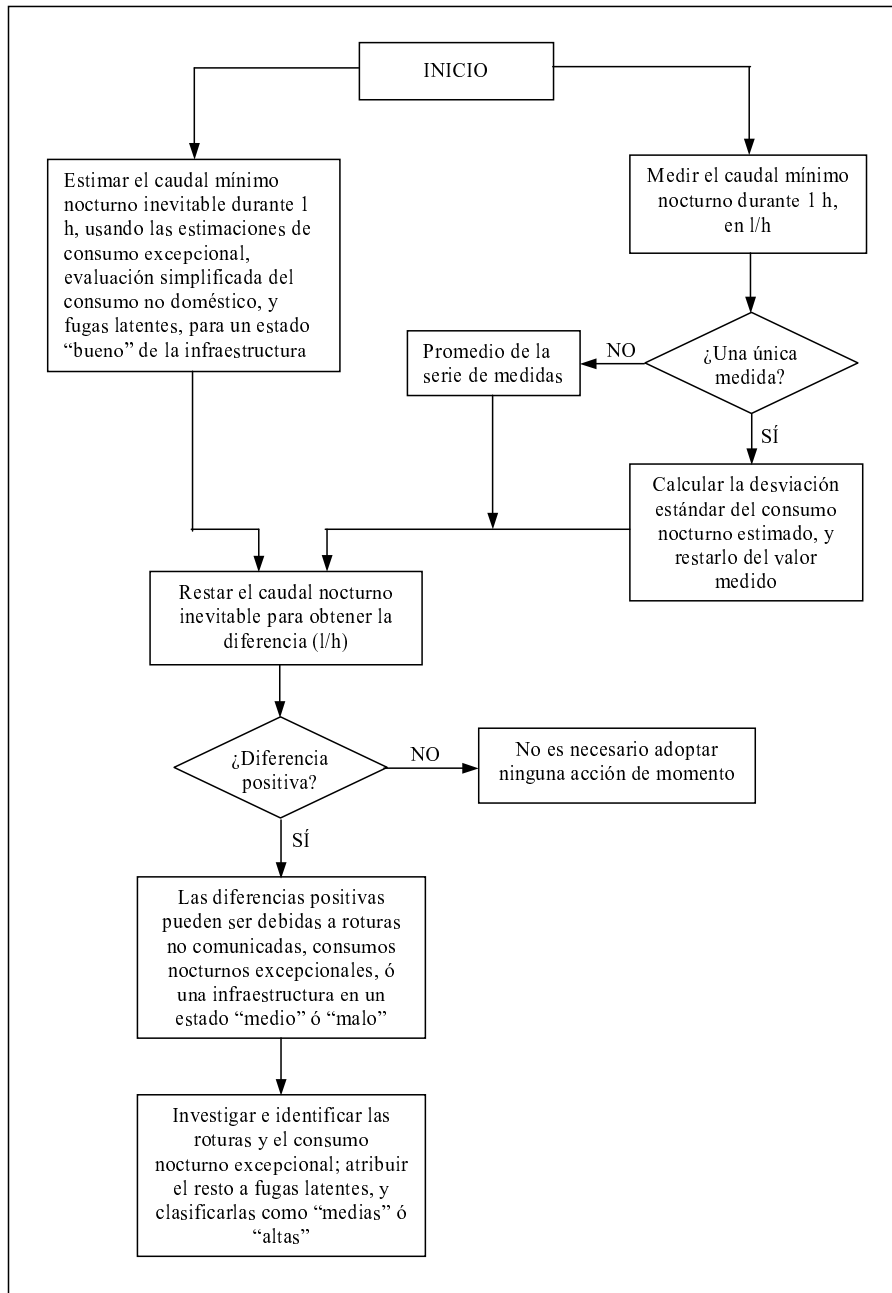 INICIO
Estimar el caudal mínimo
nocturno inevitable durante 1
h, usando las estimaciones de
consumo excepcional,
evaluación simplificada del
consumo no doméstico, y
fugas latentes, para un estado
“bueno” de la infraestructura
Medir el caudal mínimo
nocturno durante 1 h,
en l/h
¿Una única
medida?
NO
Promedio de la
serie de medidas
SÍ
Calcular la desviación
estándar del consumo
nocturno estimado, y
restarlo del valor
medido
Restar el caudal nocturno
inevitable para obtener la
diferencia (l/h)
¿Diferencia
positiva?
NO
No es necesario adoptar
ninguna acción de momento
SÍ
Las diferencias positivas
pueden ser debidas a roturas
no comunicadas, consumos
nocturnos excepcionales, ó
una infraestructura en un
estado “medio” ó “malo”
Investigar e identificar las
roturas y el consumo
nocturno excepcional; atribuir
el resto a fugas latentes, y
clasificarlas como “medias” ó
“altas”